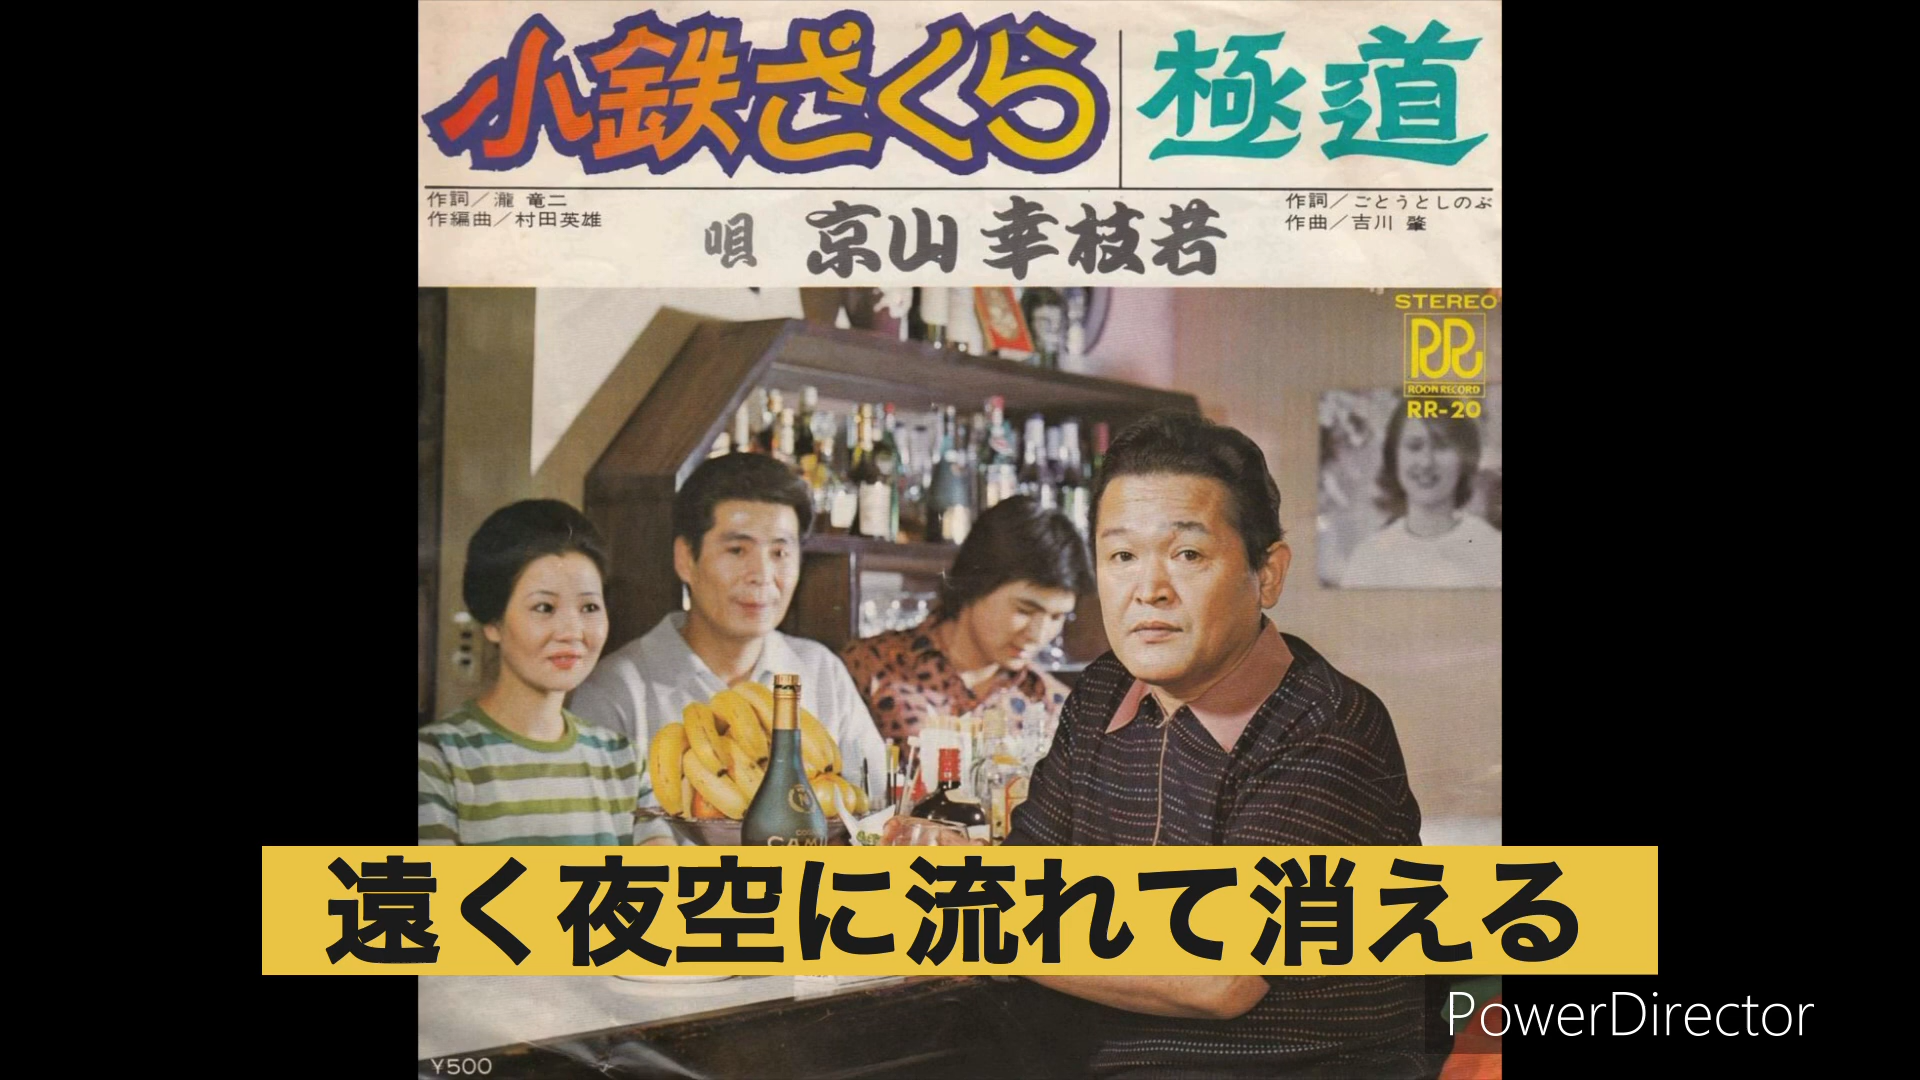 小鉄ざくら
極道
作詞／瀧 竜二
作編曲／村田英雄
唄 京山幸枝若
作詞／ごとうとしのぶ
作曲／吉川 肇
STEREO
RR
ROON RECORD
RR-20
CAMU
遠く夜空に流れて消える
PowerDirector
¥500